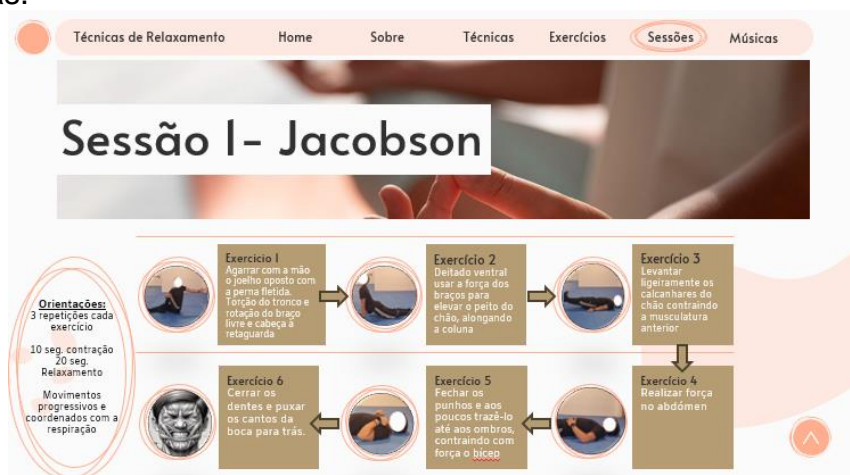 Técnicas de Relaxamento Home Sobre Técnicas Exercícios Sessões Músicas
Sessão 1- Jacobson
Orientações:
3 repetições cada
exercício
10 seg. contração
20 seg.
Relaxamento
Movimentos
progressivos e
coordenados com a
respiração
Exercício 1
Agarrar com a mão
o joelho oposto com
a perna fletida.
Torção do tronco e
rotação do braço
livre e cabeça à
retaguarda
Exercício 2
Deitado ventral
usar a força dos
braços para
elevar o peito do
chão, alongando
a coluna
Exercício 3
Levantar
ligeiramente os
calcanhares do
chão contraindo
a musculatura
anterior
Exercício 4
Realizar força
no abdómen
Exercício 5
Fechar os
punhos e aos
poucos trazê-lo
até aos ombros,
contraindo com
força o bícep
Exercício 6
Cerrar os
dentes e puxar
os cantos da
boca para trás.